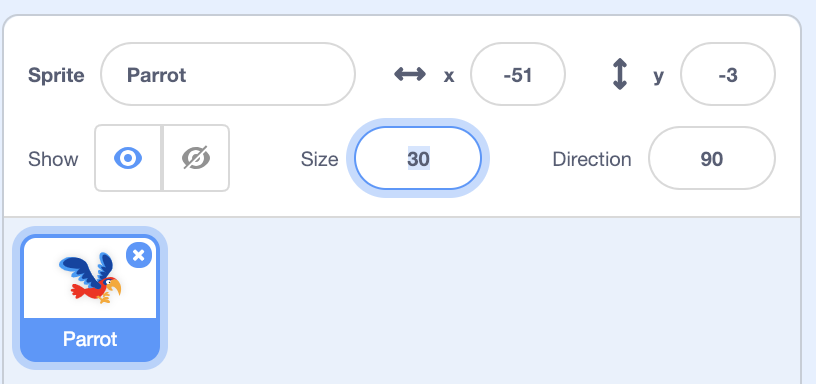 Sprite Parrot x -51 y -3
Show Size 30 Direction 90
Parrot